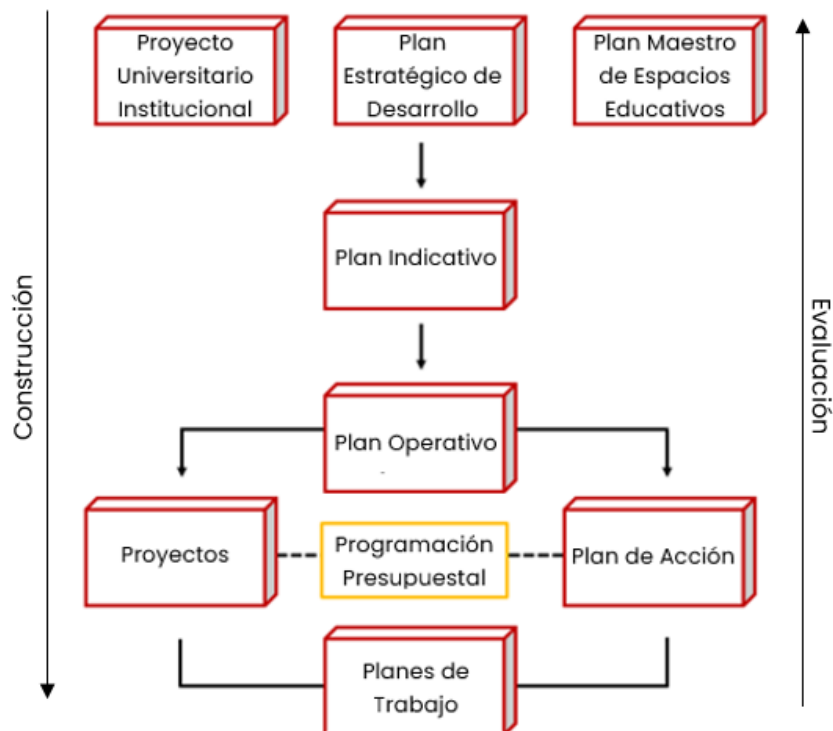 Proyecto
Universitario
Institucional
Plan
Estratégico de
Desarrollo
Plan Maestro
de Espacios
Educativos
Plan Indicativo
Construcción
Evaluación
Plan Operativo
Proyectos
Programación
Presupuestal
Plan de Acción
Planes de
Trabajo